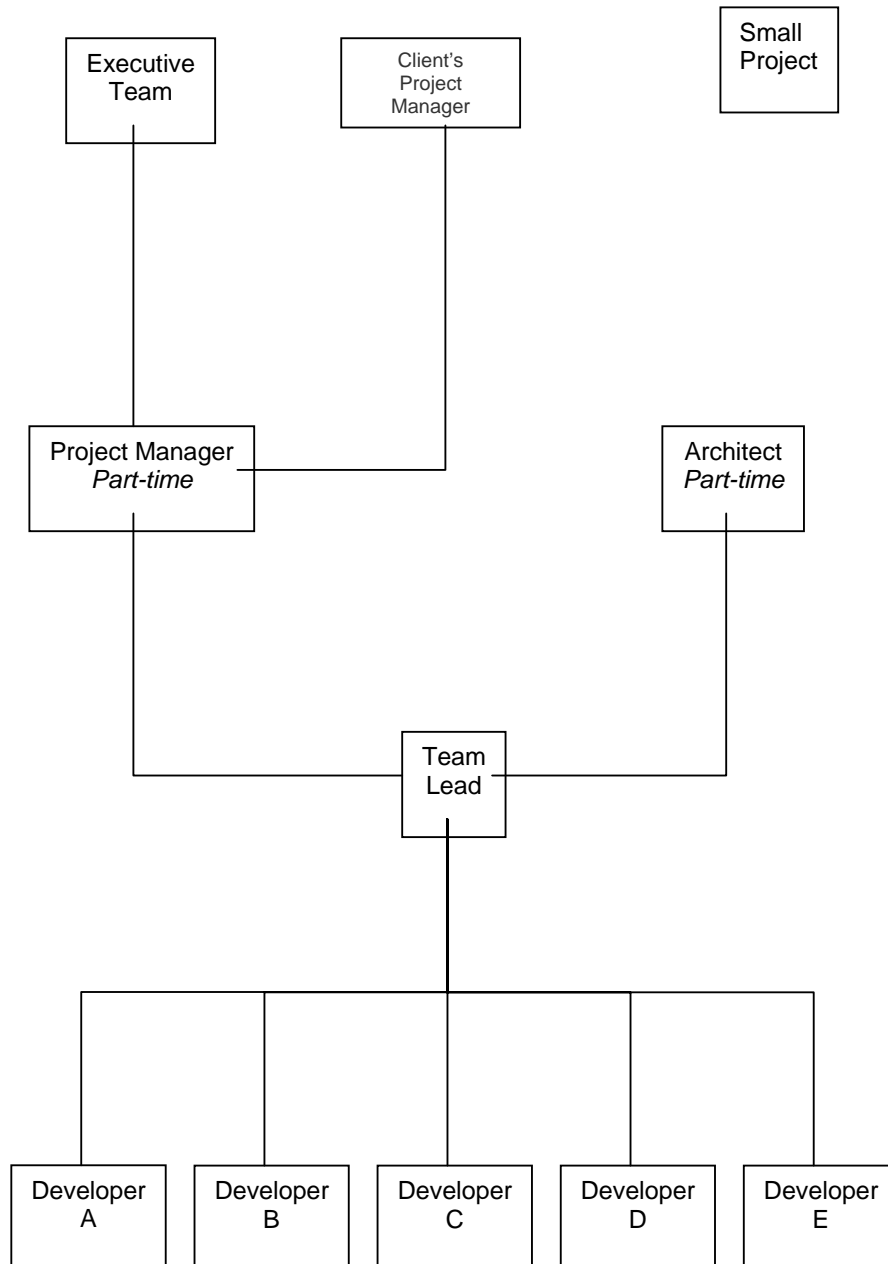 Executive
Team
Client's
Project
Manager
Small
Project
Project Manager
Part-time
Architect
Part-time
Team
Lead
Developer
A
Developer
B
Developer
C
Developer
D
Developer
E